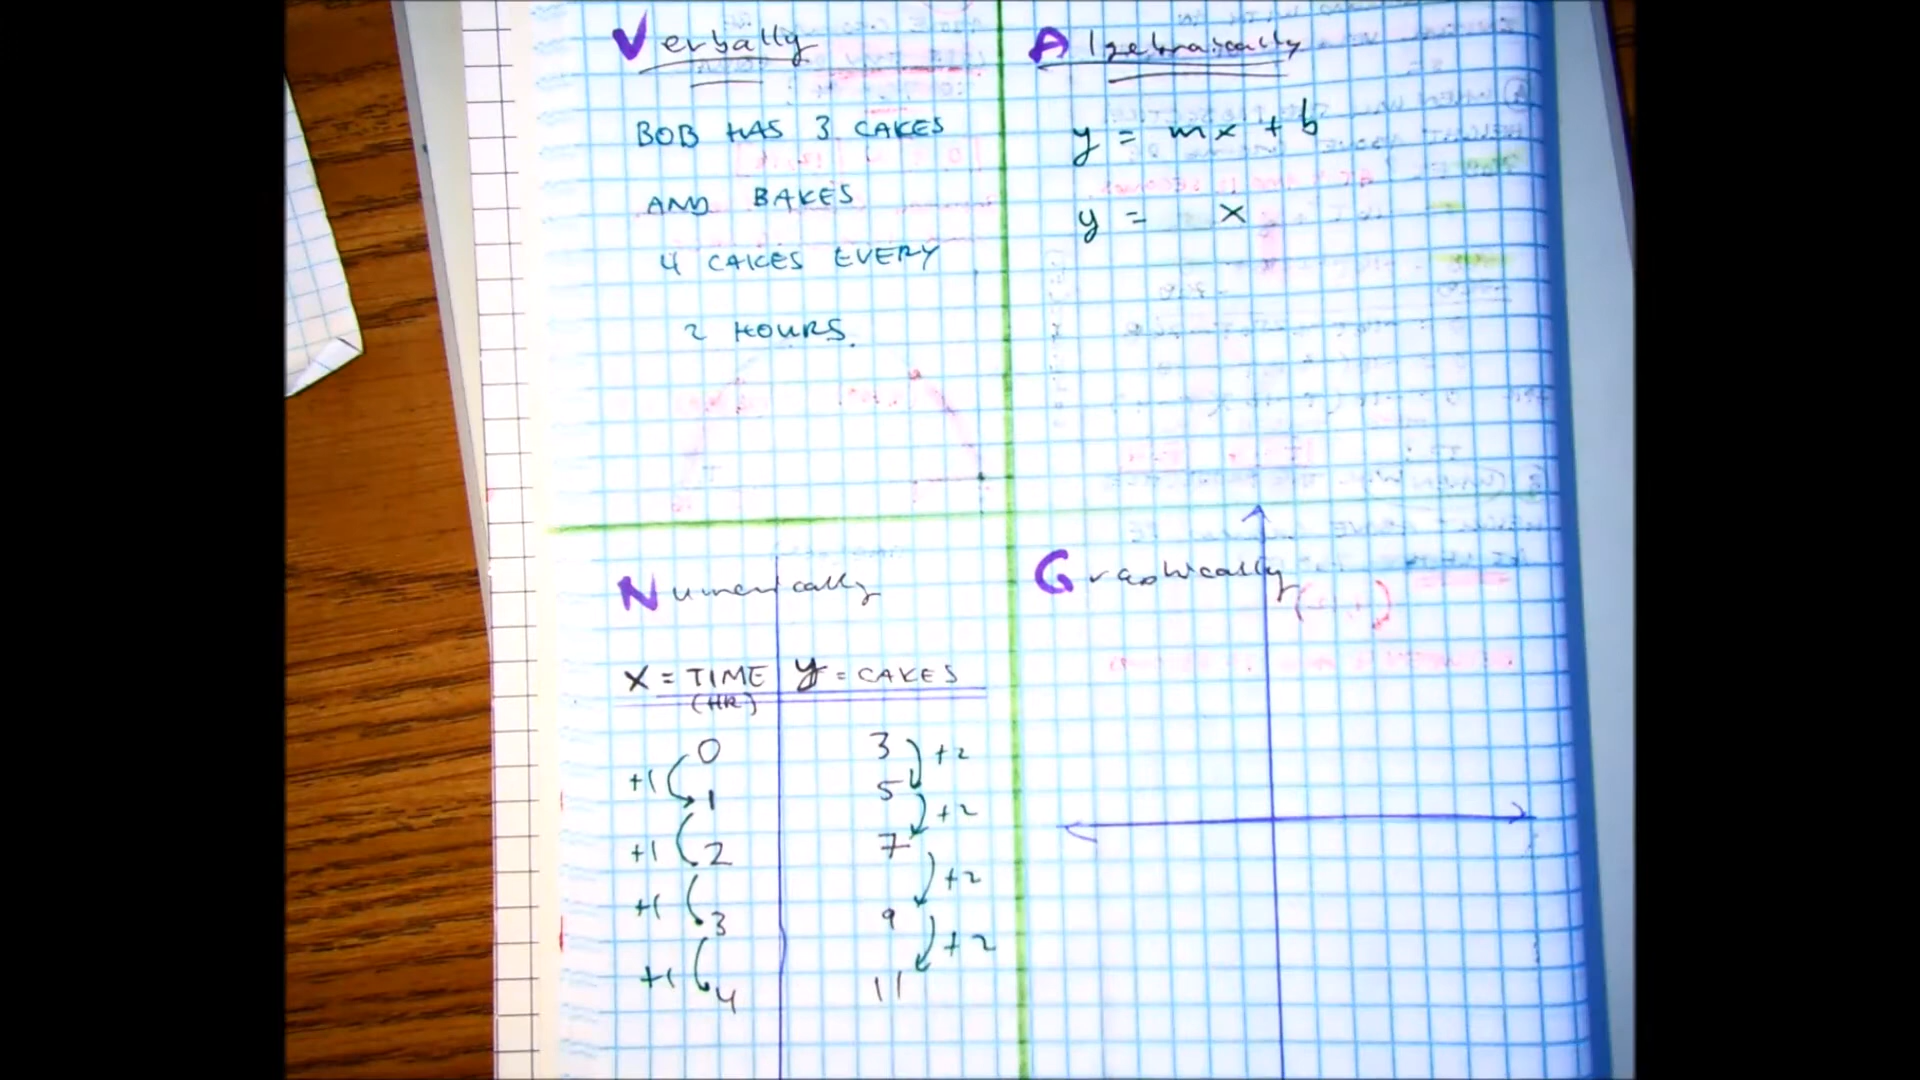 Verbally
BOB HAS 3 CAKES
AND BAKES
4 CAKES EVERY
2 HOURS.
Algebraically
y = mx + b
y = x
Numerically
x = TIME y = CAKES
(HR)
0 3
+1 +2
1 5
+1 +2
2 7
+1 +2
3 9
+1 +2
4 11
Graphically